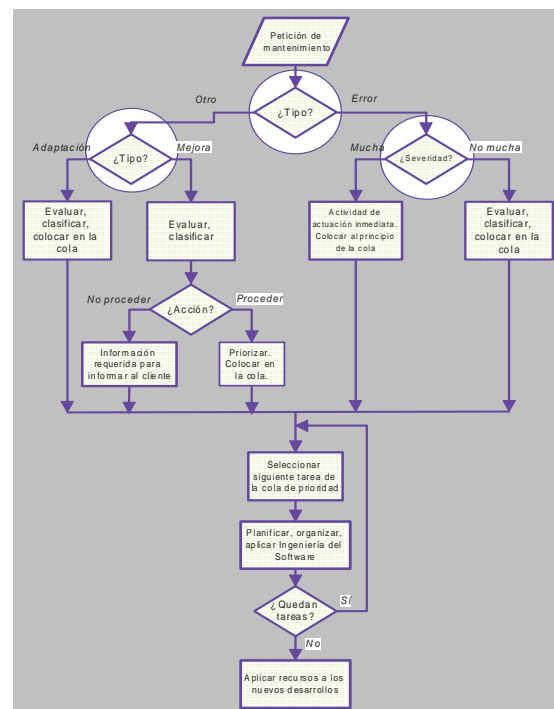 Petición de
mantenimiento
Otro
Error
¿Tipo?
Adaptación
Mejora
¿Tipo?
Mucha
No mucha
¿Severidad?
Evaluar,
clasificar,
colocar en la
cola
Evaluar,
clasificar
Actividad de
actuación inmediata.
Colocar al principio
de la cola
Evaluar,
clasificar,
colocar en la
cola
No proceder
Proceder
¿Acción?
Información
requerida para
informar al cliente
Priorizar.
Colocar en
la cola.
Seleccionar
siguiente tarea de
la cola de prioridad
Planificar, organizar,
aplicar Ingeniería del
Software
¿Quedan
tareas?
Sí
No
Aplicar recursos a los
nuevos desarrollos